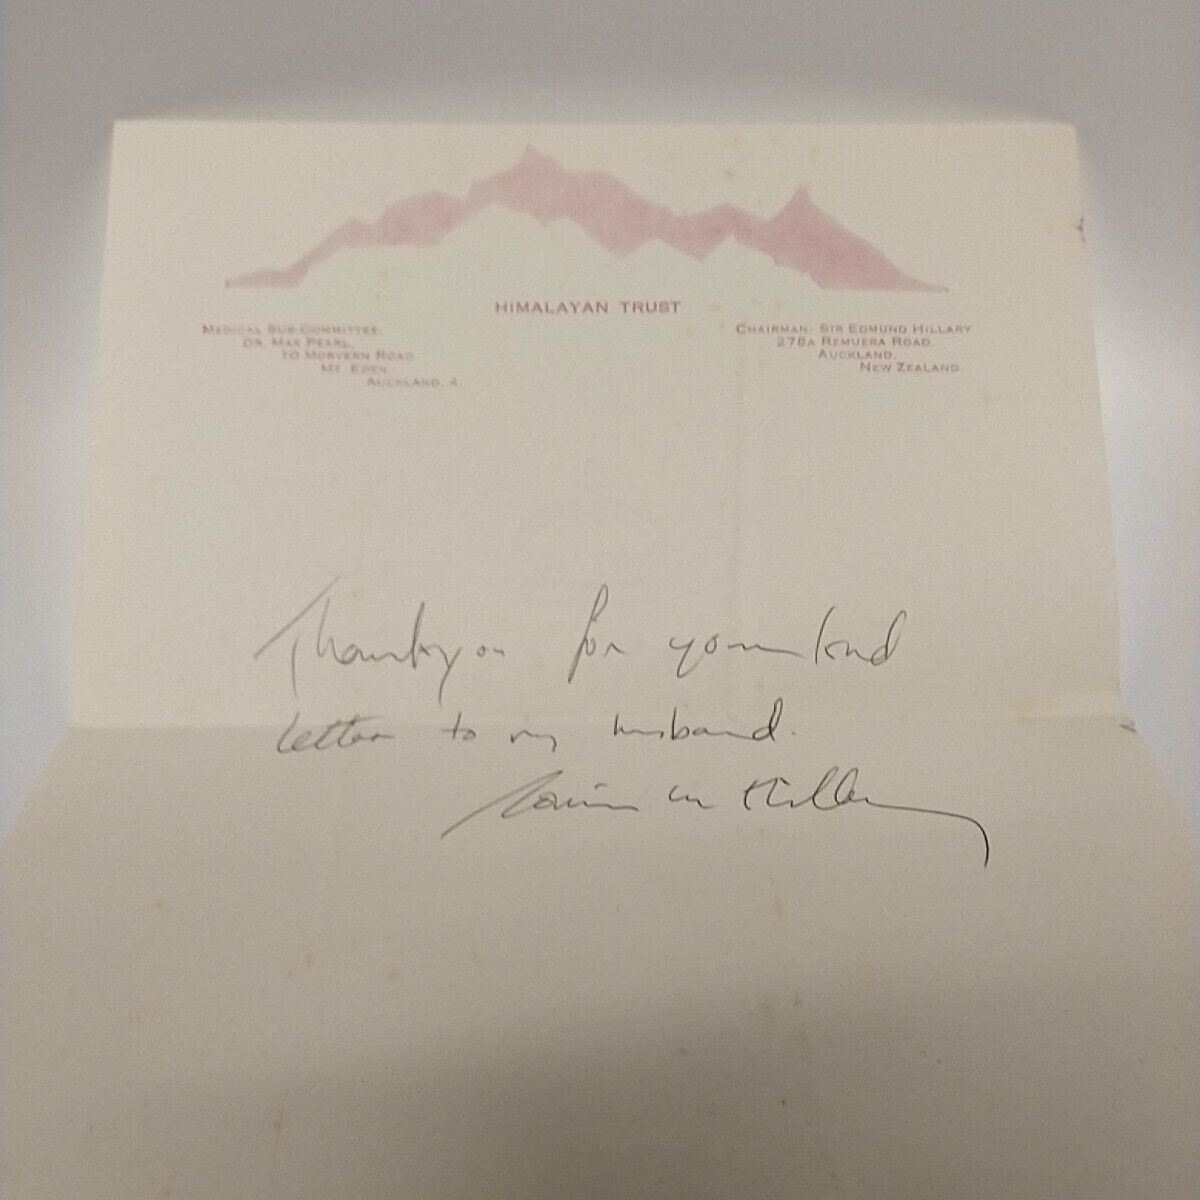 HIMALAYAN TRUST
MEDICAL SUB-COMMITTEE.
DR. MAX PEARL,
10 MORVERN ROAD
MT EDEN,
AUCKLAND, 4.
CHAIRMAN: SIR EDMUND HILLARY
278A REMUERA ROAD,
AUCKLAND,
NEW ZEALAND
Thankyou for your kind
letter to my husband.
Hillary